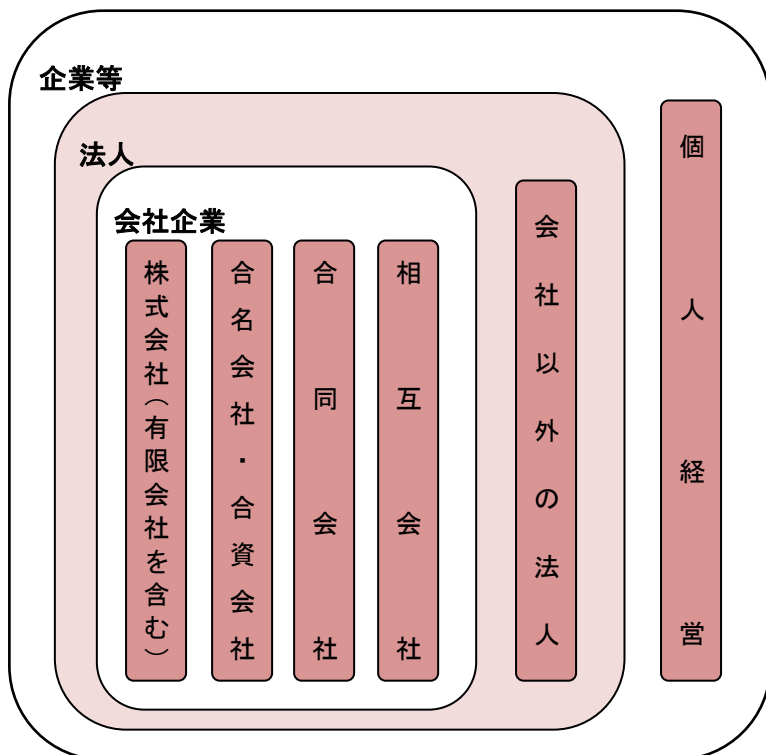 企業等
法人
会社企業
株式会社（有限会社を含む）
合名会社・合資会社
合同会社
相互会社
会社以外の法人
個人経営